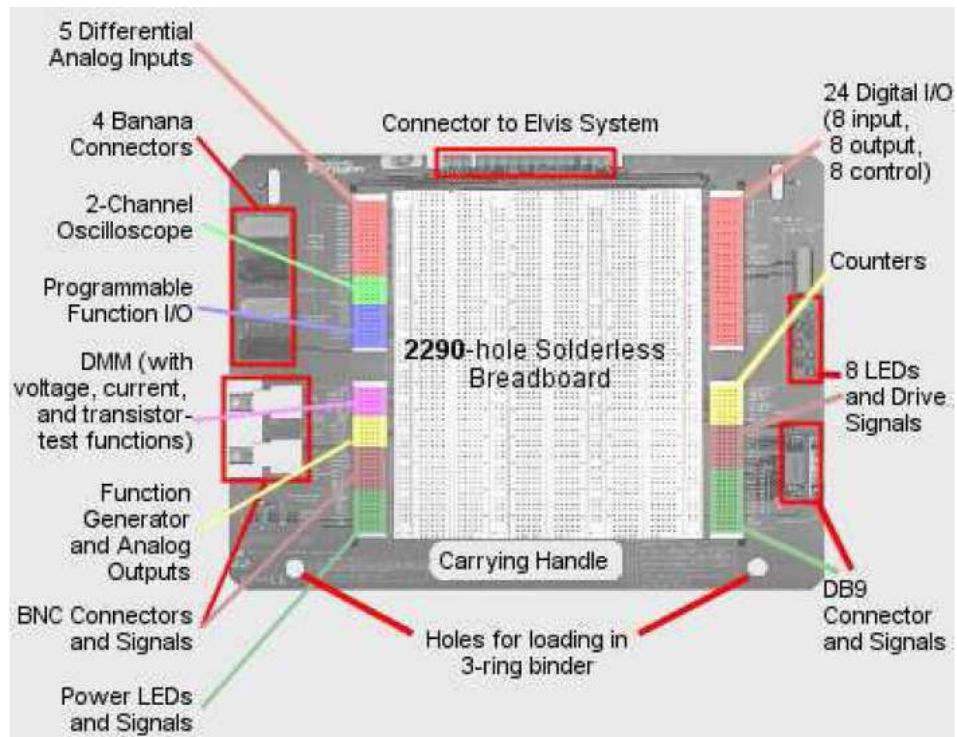 5 Differential
Analog Inputs
4 Banana
Connectors
2-Channel
Oscilloscope
Programmable
Function I/O
DMM (with
voltage, current,
and transistor-
test functions)
Function
Generator
and Analog
Outputs
BNC Connectors
and Signals
Power LEDs
and Signals
Connector to Elvis System
2290-hole Solderless
Breadboard
Carrying Handle
Holes for loading in
3-ring binder
24 Digital I/O
(8 input,
8 output,
8 control)
Counters
8 LEDs
and Drive
Signals
DB9
Connector
and Signals